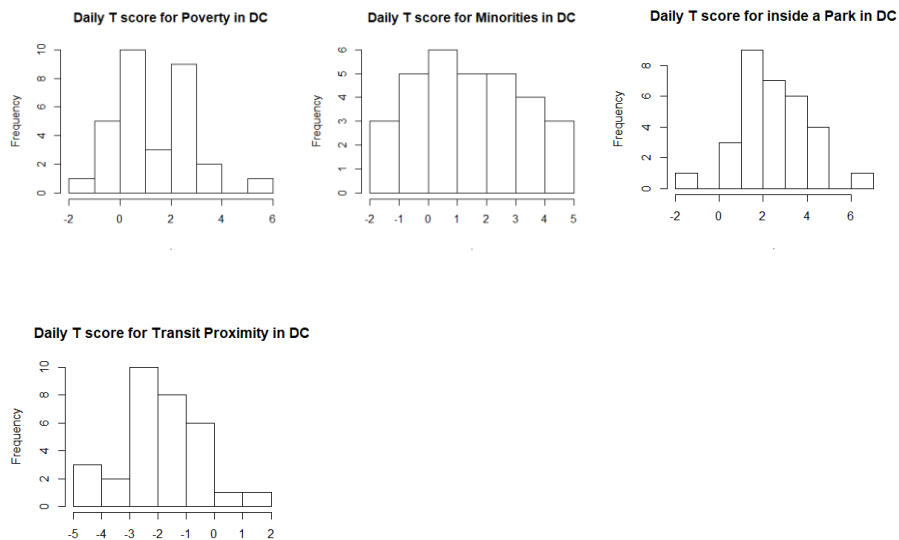 Daily T score for Poverty in DC
Frequency
0 2 4 6 8 10
-2 0 2 4 6
Daily T score for Minorities in DC
Frequency
0 1 2 3 4 5 6
-2 -1 0 1 2 3 4 5
Daily T score for inside a Park in DC
Frequency
0 2 4 6 8
-2 0 2 4 6
Daily T score for Transit Proximity in DC
Frequency
0 2 4 6 8 10
-5 -4 -3 -2 -1 0 1 2